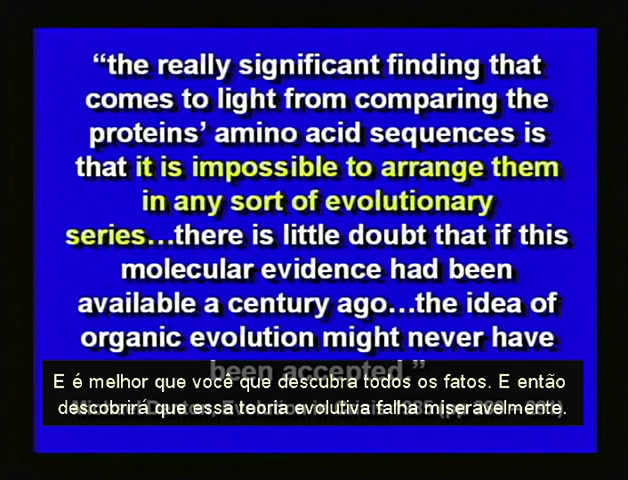 “the really significant finding that
comes to light from comparing the
proteins’ amino acid sequences is
that it is impossible to arrange them
in any sort of evolutionary
series…there is little doubt that if this
molecular evidence had been
available a century ago…the idea of
organic evolution might never have
been accepted.”
E é melhor que você que descubra todos os fatos. E então
descobrirá que essa teoria evolutiva falha miseravelmente.